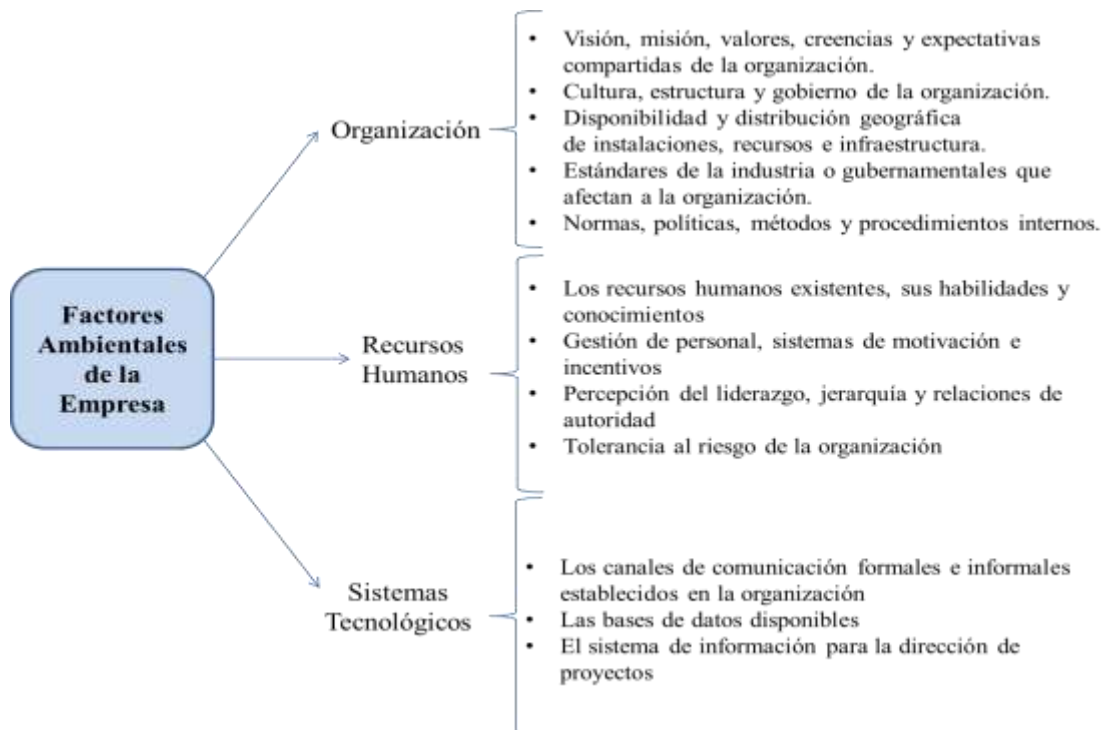 Factores
Ambientales
de la
Empresa
Organización
• Visión, misión, valores, creencias y expectativas
compartidas de la organización.
• Cultura, estructura y gobierno de la organización.
• Disponibilidad y distribución geográfica
de instalaciones, recursos e infraestructura.
• Estándares de la industria o gubernamentales que
afectan a la organización.
• Normas, políticas, métodos y procedimientos internos.
Recursos
Humanos
• Los recursos humanos existentes, sus habilidades y
conocimientos
• Gestión de personal, sistemas de motivación e
incentivos
• Percepción del liderazgo, jerarquía y relaciones de
autoridad
• Tolerancia al riesgo de la organización
Sistemas
Tecnológicos
• Los canales de comunicación formales e informales
establecidos en la organización
• Las bases de datos disponibles
• El sistema de información para la dirección de
proyectos